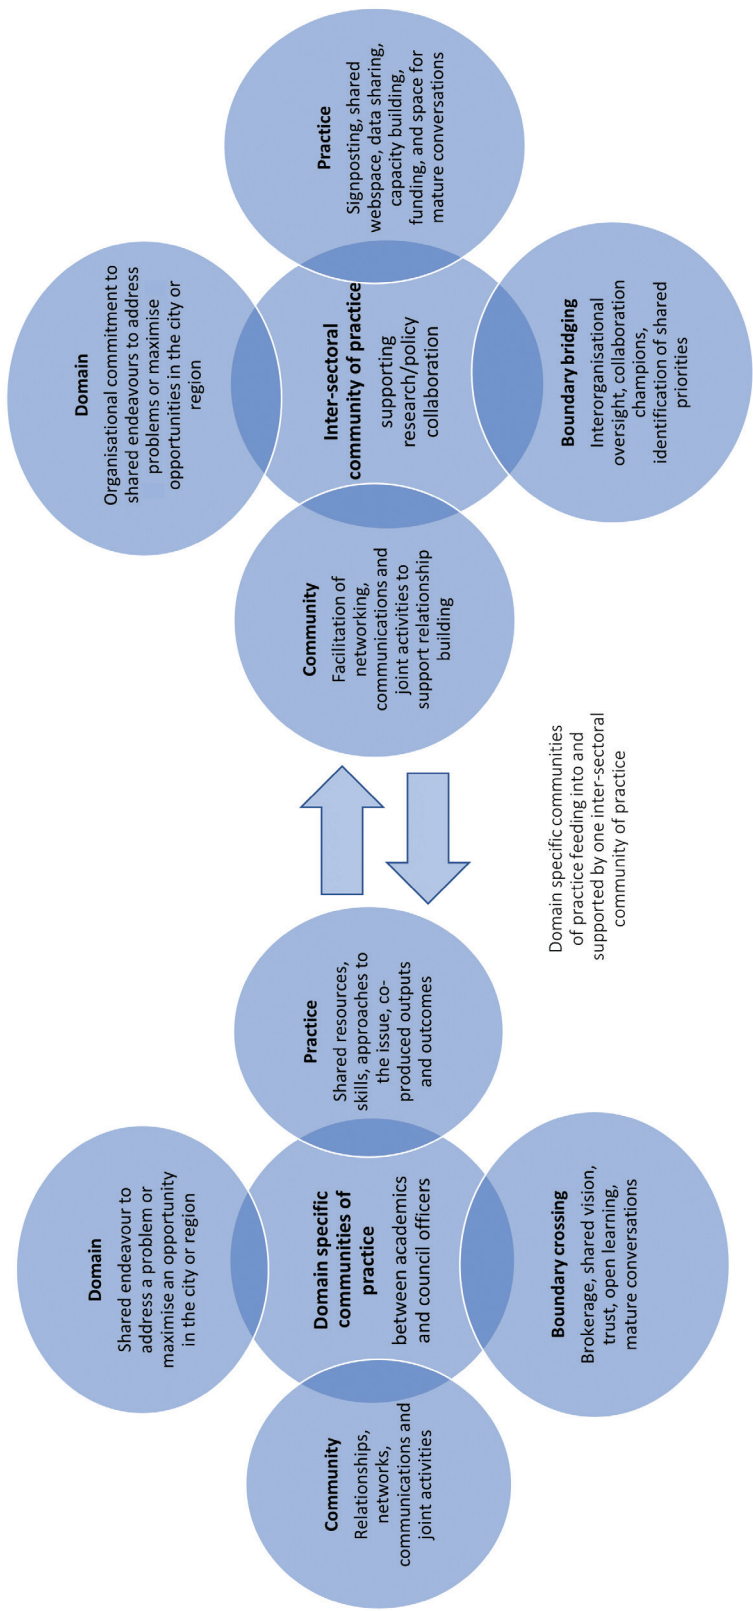 Domain
Shared endeavour to
address a problem or
maximise an opportunity
in the city or region
Community
Relationships,
networks,
communications and
joint activities
Domain specific
communities of
practice
between academics
and council officers
Practice
Shared resources,
skills, approaches to
the issue, co-
produced outputs
and outcomes
Boundary crossing
Brokerage, shared vision,
trust, open learning,
mature conversations
Domain specific communities
of practice feeding into and
supported by one inter-sectoral
community of practice
Domain
Organisational commitment to
shared endeavours to address
problems or maximise
opportunities in the city or
region
Community
Facilitation of
networking,
communications and
joint activities to
support relationship
building
Inter-sectoral
community of practice
supporting
research/policy
collaboration
Practice
Signposting, shared
webspace, data sharing,
capacity building,
funding, and space for
mature conversations
Boundary bridging
Interorganisational
oversight, collaboration
champions,
identification of shared
priorities